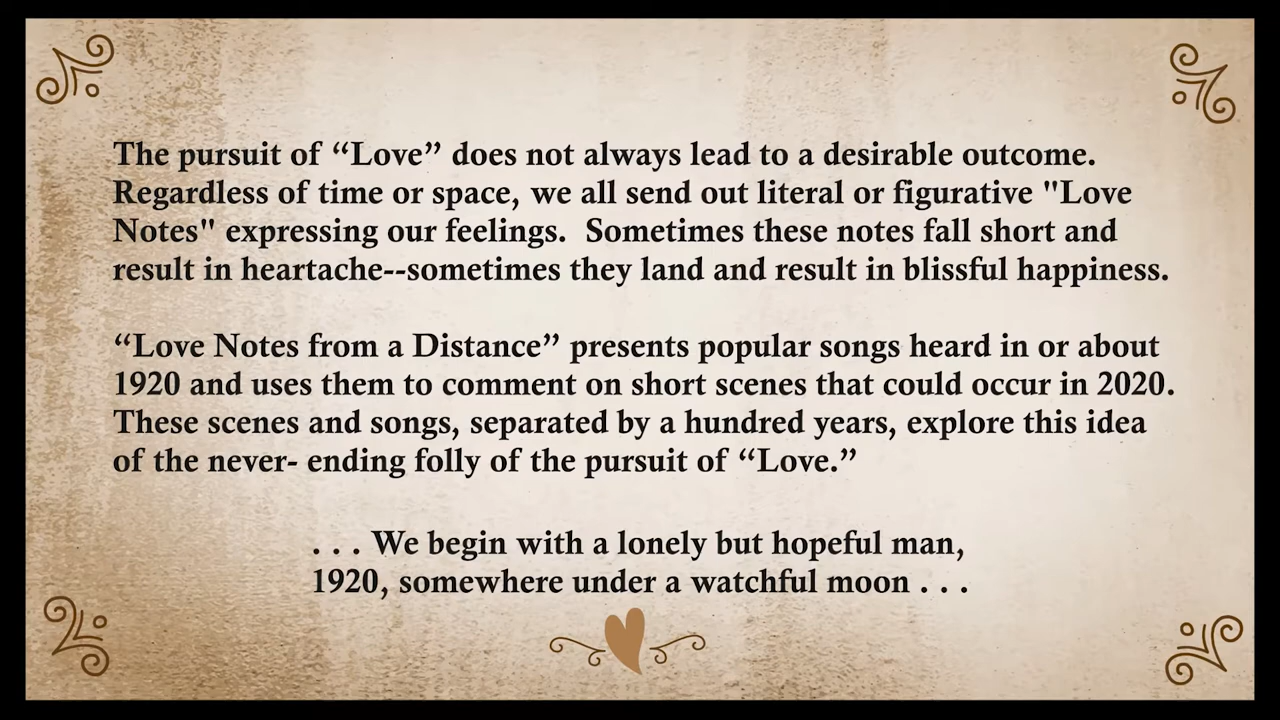 The pursuit of “Love” does not always lead to a desirable outcome.
Regardless of time or space, we all send out literal or figurative "Love
Notes" expressing our feelings.  Sometimes these notes fall short and
result in heartache--sometimes they land and result in blissful happiness.
“Love Notes from a Distance” presents popular songs heard in or about
1920 and uses them to comment on short scenes that could occur in 2020.
These scenes and songs, separated by a hundred years, explore this idea
of the never- ending folly of the pursuit of “Love.”
. . . We begin with a lonely but hopeful man,
1920, somewhere under a watchful moon . . .